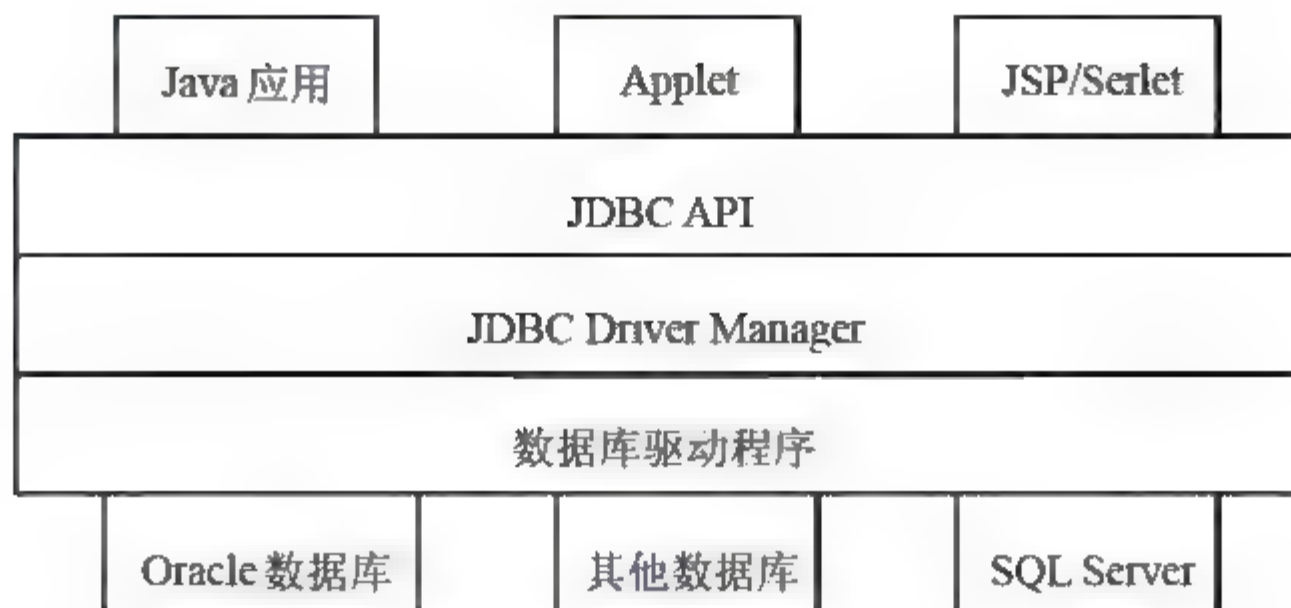 Java 应用
Applet
JSP/Serlet
JDBC API
JDBC Driver Manager
数据库驱动程序
Oracle 数据库
其他数据库
SQL Server